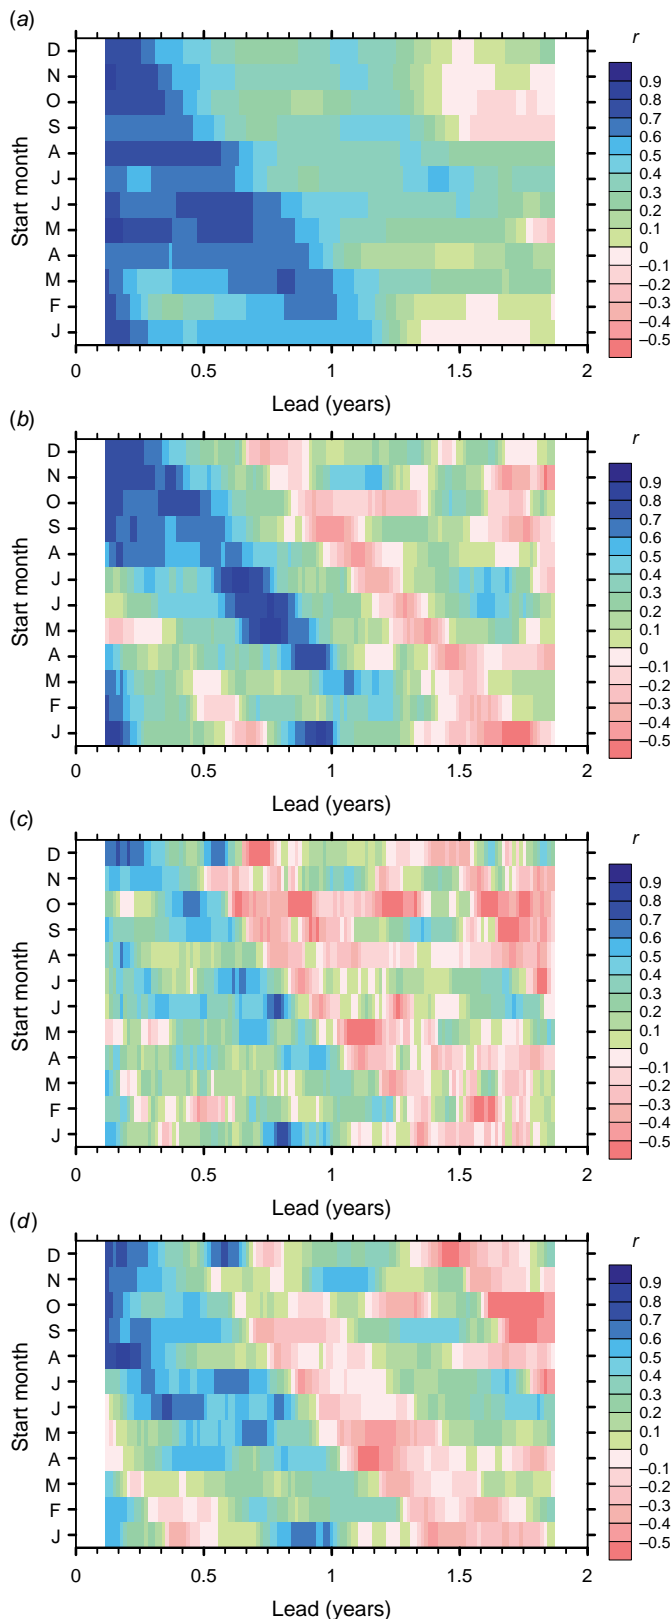 (a)
r
D
N
O
S
A
J
J
M
A
M
F
J
Start month
0.9
0.8
0.7
0.6
0.5
0.4
0.3
0.2
0.1
0
–0.1
–0.2
–0.3
–0.4
–0.5
0 0.5 1 1.5 2
Lead (years)
(b)
r
D
N
O
S
A
J
J
M
A
M
F
J
Start month
0.9
0.8
0.7
0.6
0.5
0.4
0.3
0.2
0.1
0
–0.1
–0.2
–0.3
–0.4
–0.5
0 0.5 1 1.5 2
Lead (years)
(c)
r
D
N
O
S
A
J
J
M
A
M
F
J
Start month
0.9
0.8
0.7
0.6
0.5
0.4
0.3
0.2
0.1
0
–0.1
–0.2
–0.3
–0.4
–0.5
0 0.5 1 1.5 2
Lead (years)
(d)
r
D
N
O
S
A
J
J
M
A
M
F
J
Start month
0.9
0.8
0.7
0.6
0.5
0.4
0.3
0.2
0.1
0
–0.1
–0.2
–0.3
–0.4
–0.5
0 0.5 1 1.5 2
Lead (years)